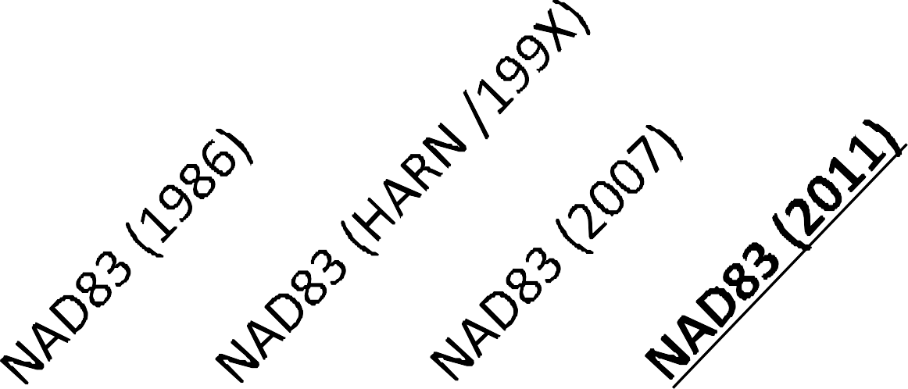 NAD83 (1986)
NAD83 (HARN /199X)
NAD83 (2007)
NAD83 (2011)